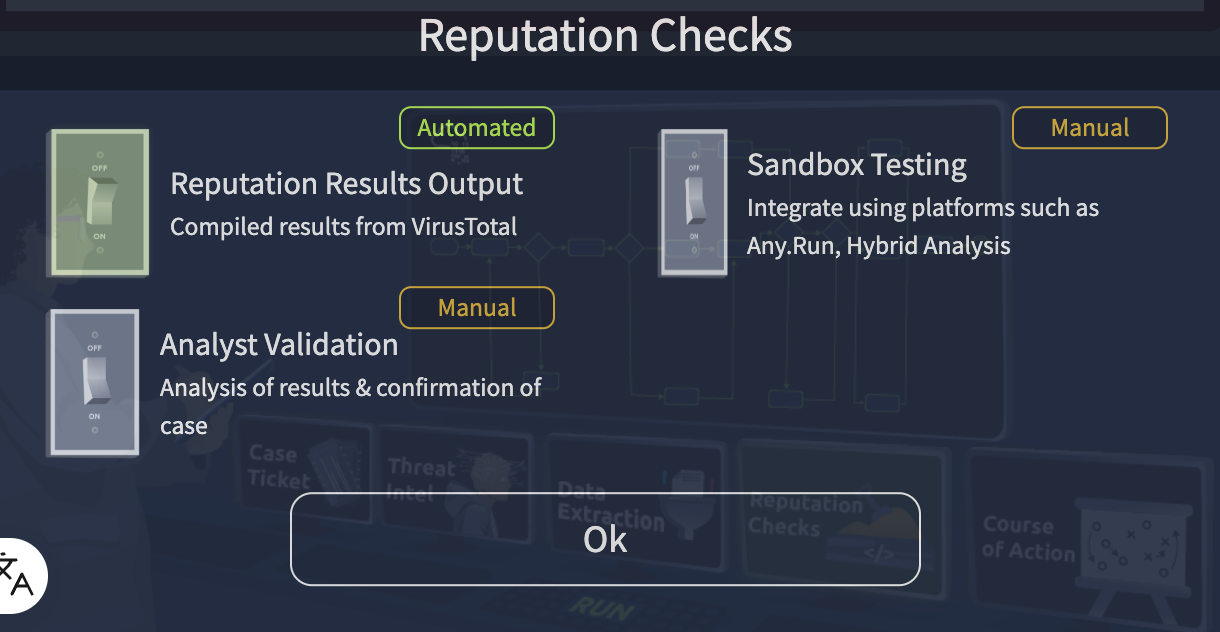 Reputation Checks
Automated
OFF
ON
Reputation Results Output
Compiled results from VirusTotal
Manual
OFF
ON
Sandbox Testing
Integrate using platforms such as
Any.Run, Hybrid Analysis
Manual
OFF
ON
Analyst Validation
Analysis of results & confirmation of
case
Case
Ticket
Threat
Intel
Data
Extraction
Reputation
Checks
</>
Course
of Action
Ok
RUN
文A